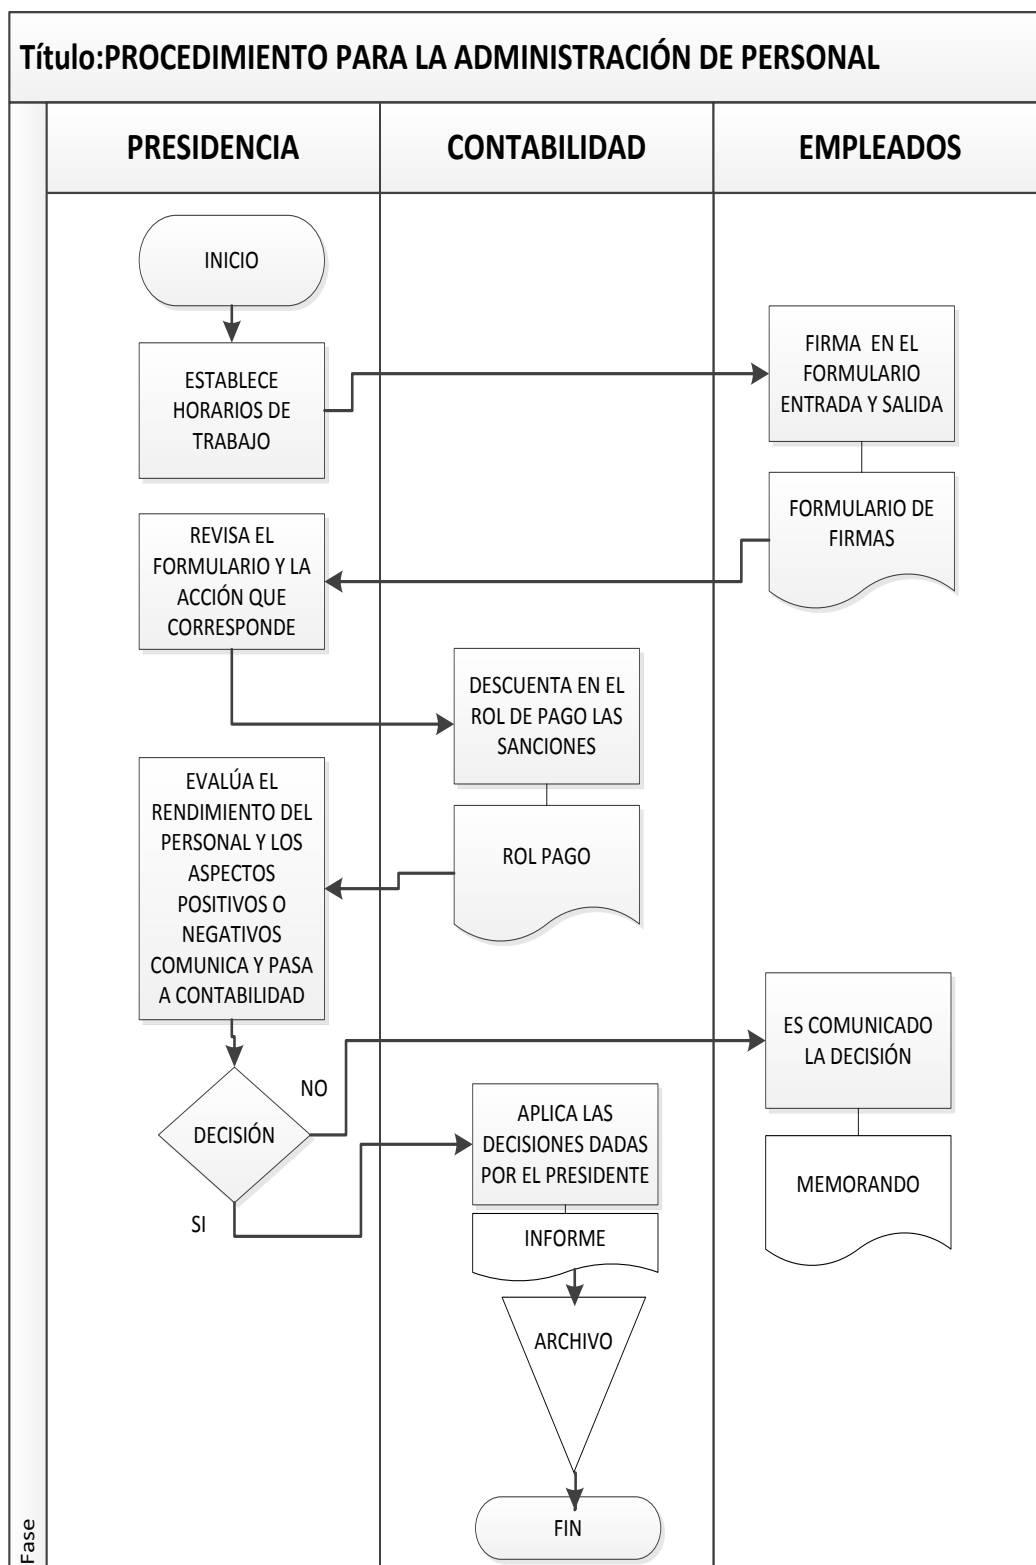 Título:PROCEDIMIENTO PARA LA ADMINISTRACIÓN DE PERSONAL
PRESIDENCIA
CONTABILIDAD
EMPLEADOS
INICIO
ESTABLECE
HORARIOS DE
TRABAJO
FIRMA EN EL
FORMULARIO
ENTRADA Y SALIDA
FORMULARIO DE
FIRMAS
REVISA EL
FORMULARIO Y LA
ACCIÓN QUE
CORRESPONDE
DESCUENTA EN EL
ROL DE PAGO LAS
SANCIONES
ROL PAGO
EVALÚA EL
RENDIMIENTO DEL
PERSONAL Y LOS
ASPECTOS
POSITIVOS O
NEGATIVOS
COMUNICA Y PASA
A CONTABILIDAD
DECISIÓN
NO
SI
ES COMUNICADO
LA DECISIÓN
MEMORANDO
APLICA LAS
DECISIONES DADAS
POR EL PRESIDENTE
INFORME
ARCHIVO
FIN
Fase